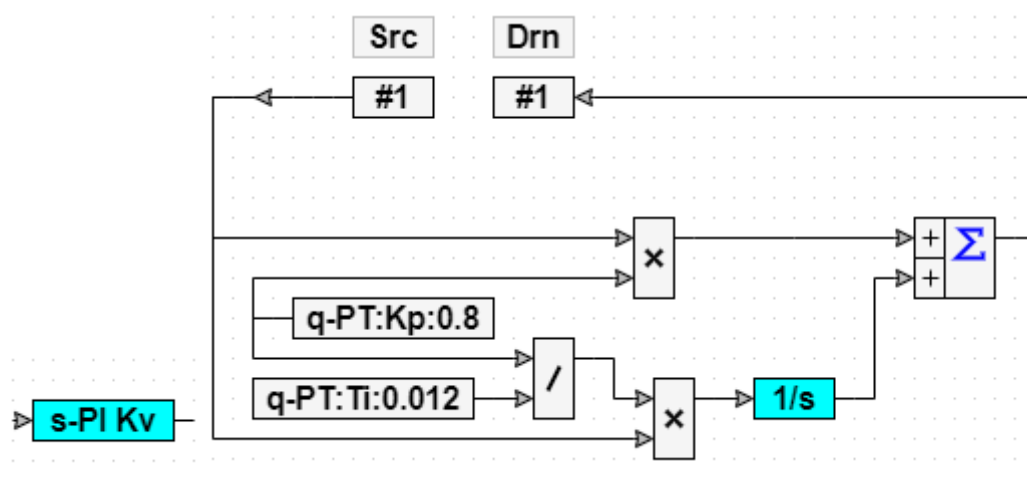 Src Drn
#1 #1
× + Σ
+
q-PT:Kp:0.8
q-PT:Ti:0.012 / × 1/s
s-PI Kv